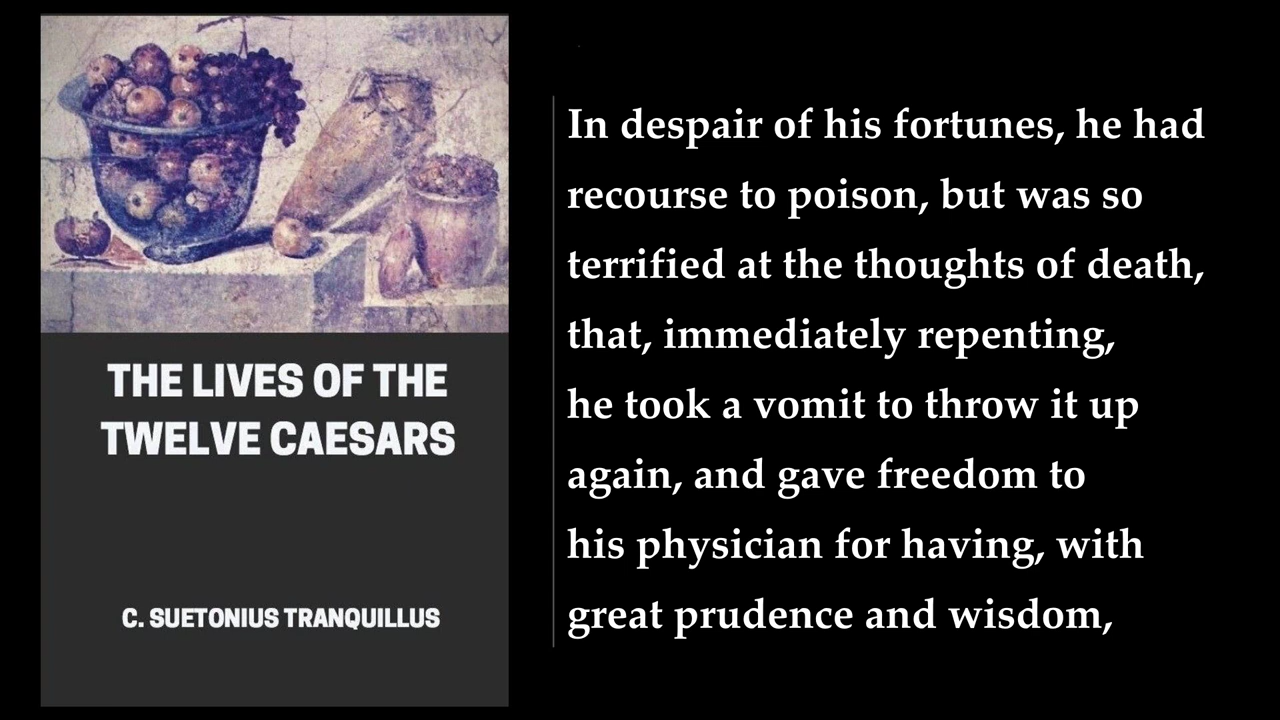 THE LIVES OF THE
TWELVE CAESARS
C. SUETONIUS TRANQUILLUS
In despair of his fortunes, he had
recourse to poison, but was so
terrified at the thoughts of death,
that, immediately repenting,
he took a vomit to throw it up
again, and gave freedom to
his physician for having, with
great prudence and wisdom,